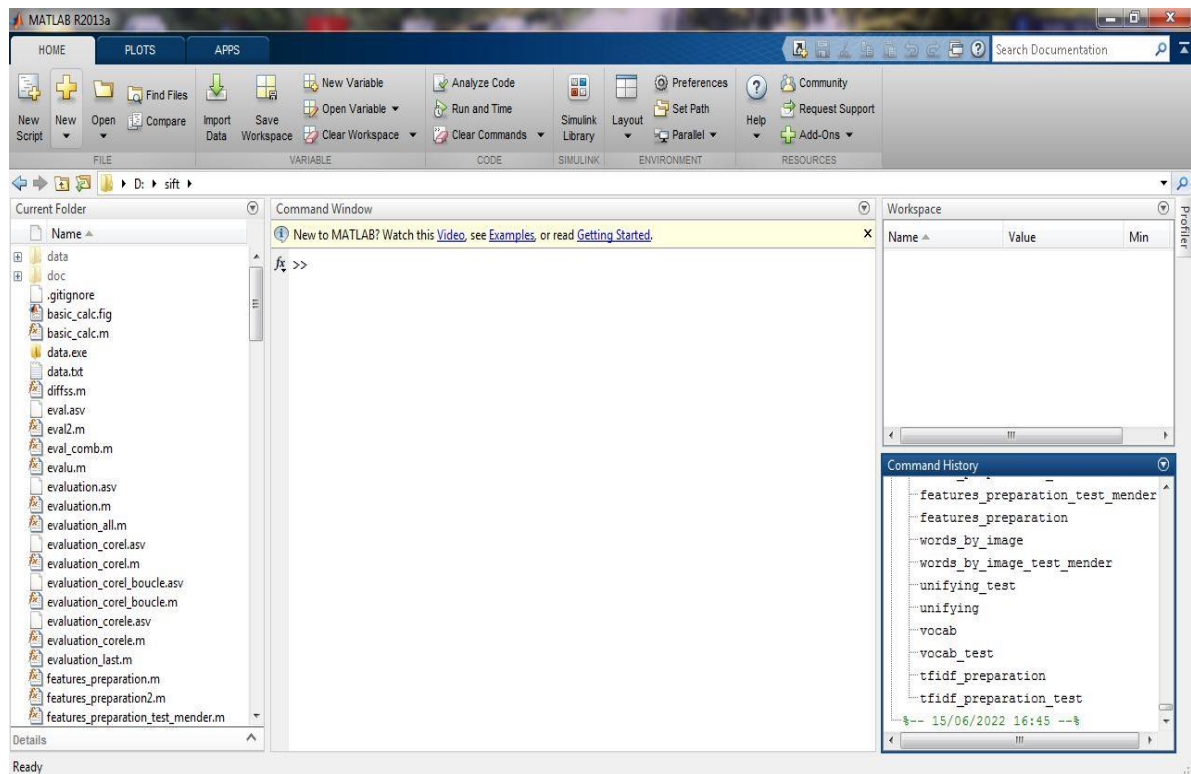 MATLAB R2013a
HOME PLOTS APPS
Search Documentation
New Script
New
Open
Find Files
Compare
FILE
Import Data
Save Workspace
New Variable
Open Variable
Clear Workspace
VARIABLE
Analyze Code
Run and Time
Clear Commands
CODE
Simulink Library
SIMULINK
Layout
Preferences
Set Path
Parallel
ENVIRONMENT
Help
Community
Request Support
Add-Ons
RESOURCES
D: sift
Current Folder
Name
data
doc
.gitignore
basic_calc.fig
basic_calc.m
data.exe
data.txt
diffss.m
eval.asv
eval2.m
eval_comb.m
evalu.m
evaluation.asv
evaluation.m
evaluation_all.m
evaluation_corel.asv
evaluation_corel.m
evaluation_corel_boucle.asv
evaluation_corel_boucle.m
evaluation_corele.asv
evaluation_corele.m
evaluation_last.m
features_preparation.m
features_preparation2.m
features_preparation_test_mender.m
Details
Command Window
New to MATLAB? Watch this Video, see Examples, or read Getting Started.
fx >>
Workspace
Name Value Min
Profiler
Command History
features_preparation_test_mender
features_preparation
words_by_image
words_by_image_test_mender
unifying_test
unifying
vocab
vocab_test
tfidf_preparation
tfidf_preparation_test
%-- 15/06/2022 16:45 --%
Ready